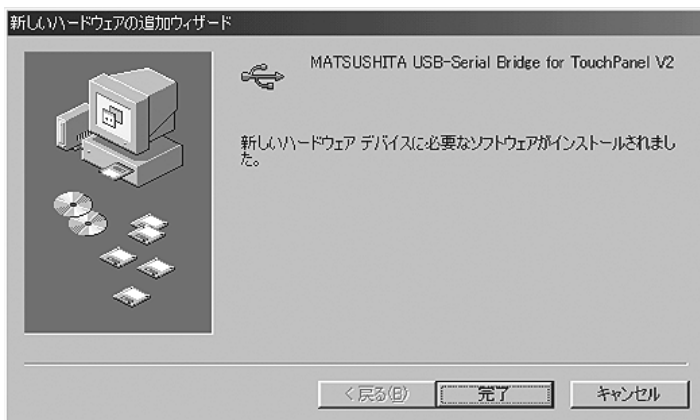 新しいハードウェアの追加ウィザード
MATSUSHITA USB-Serial Bridge for TouchPanel V2
新しいハードウェア デバイスに必要なソフトウェアがインストールされまし
た。
< 戻る(B)
完了
キャンセル